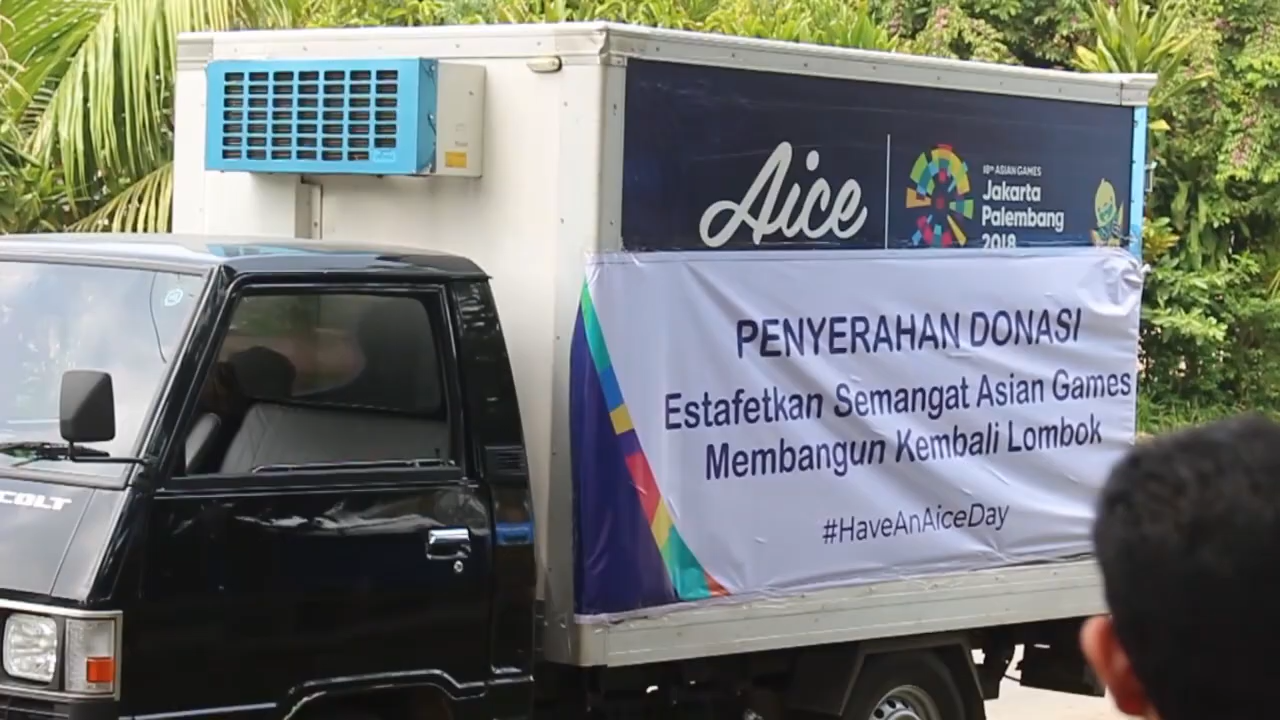 Aice
18th ASIAN GAMES
Jakarta
Palembang
2018
PENYERAHAN DONASI
Estafetkan Semangat Asian Games
Membangun Kembali Lombok
#HaveAnAiceDay
COLT